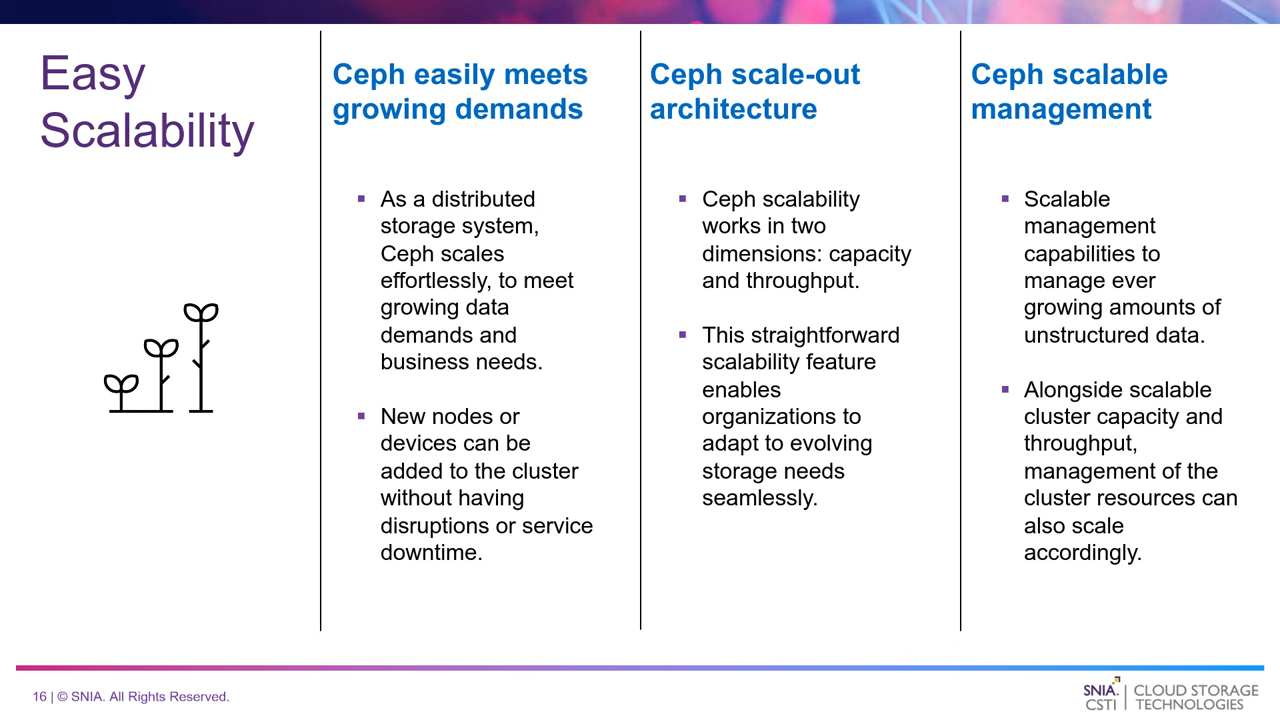 Easy
Scalability
Ceph easily meets
growing demands
▪ As a distributed
storage system,
Ceph scales
effortlessly, to meet
growing data
demands and
business needs.
▪ New nodes or
devices can be
added to the cluster
without having
disruptions or service
downtime.
Ceph scale-out
architecture
▪ Ceph scalability
works in two
dimensions: capacity
and throughput.
▪ This straightforward
scalability feature
enables
organizations to
adapt to evolving
storage needs
seamlessly.
Ceph scalable
management
▪ Scalable
management
capabilities to
manage ever
growing amounts of
unstructured data.
▪ Alongside scalable
cluster capacity and
throughput,
management of the
cluster resources can
also scale
accordingly.
16 | © SNIA. All Rights Reserved.
SNIA.
CSTI
CLOUD STORAGE
TECHNOLOGIES